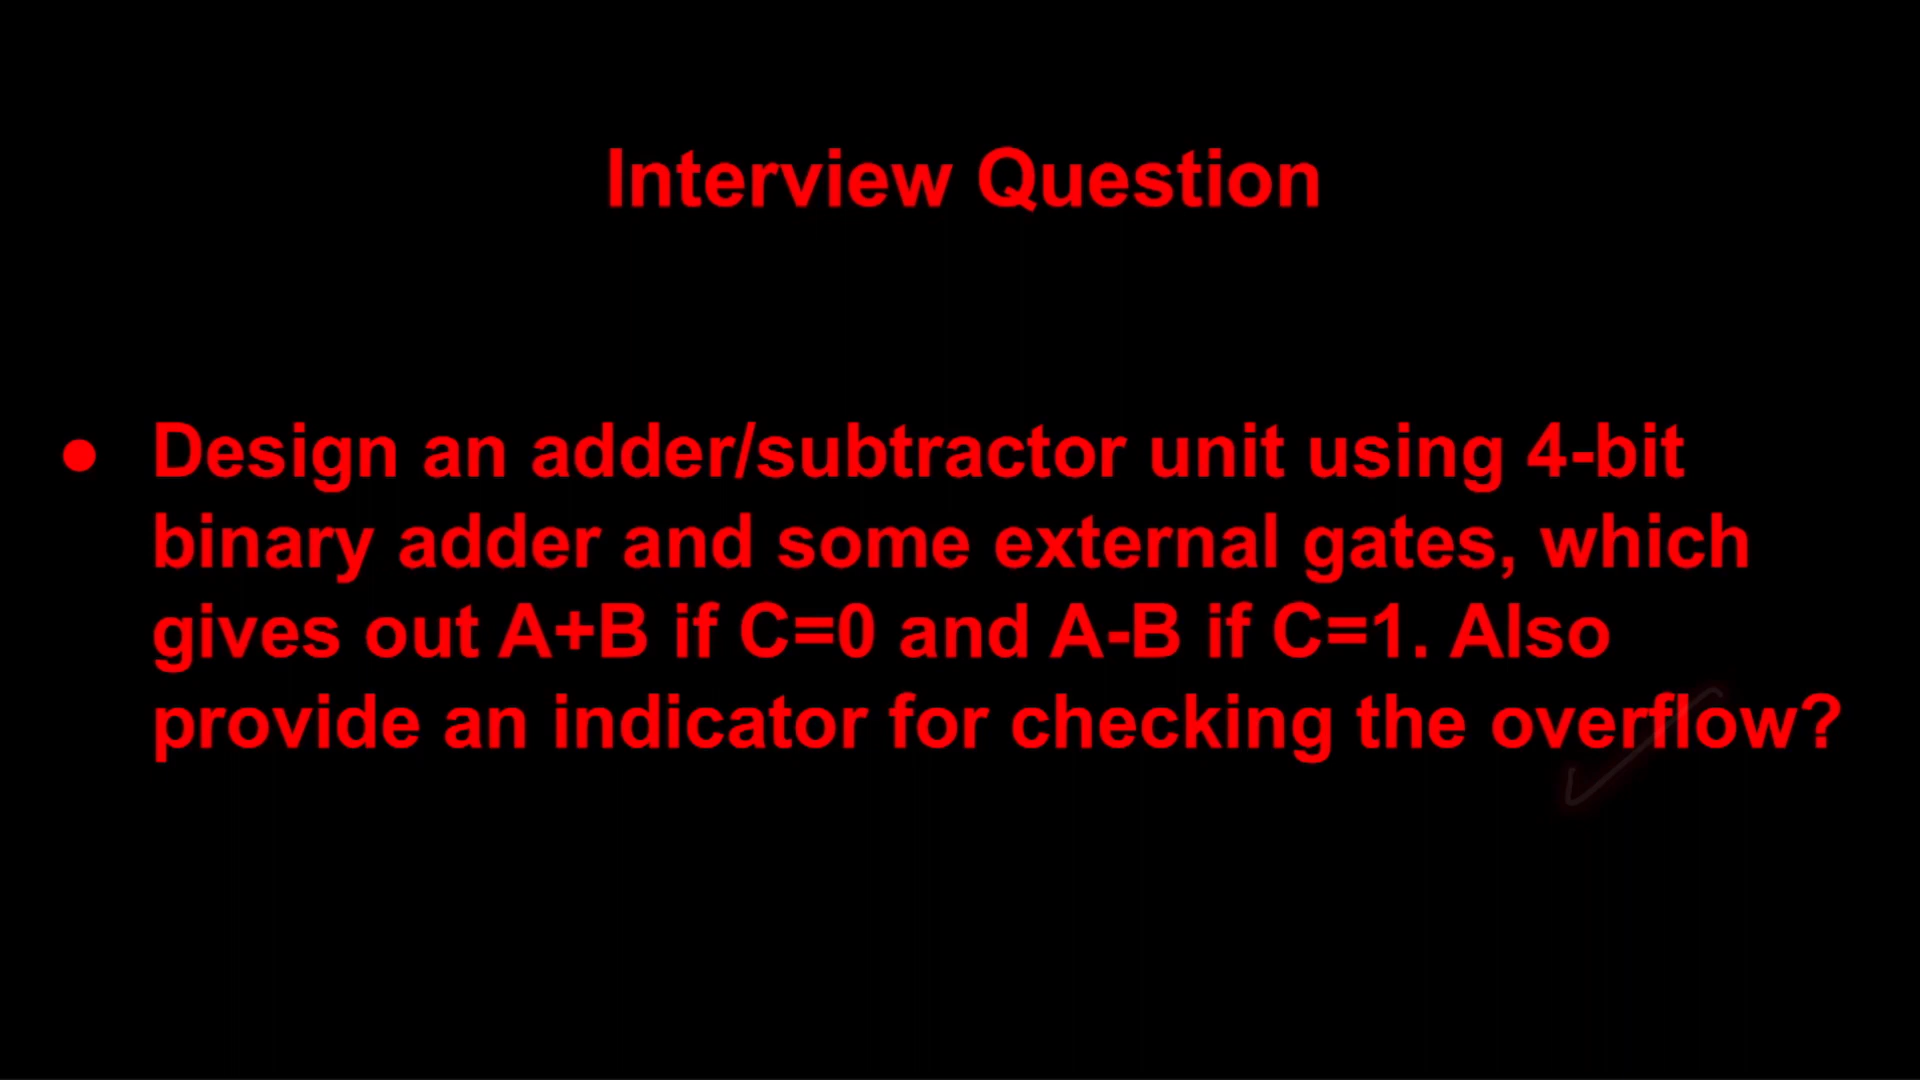 Interview Question
● Design an adder/subtractor unit using 4-bit
binary adder and some external gates, which
gives out A+B if C=0 and A-B if C=1. Also
provide an indicator for checking the overflow?